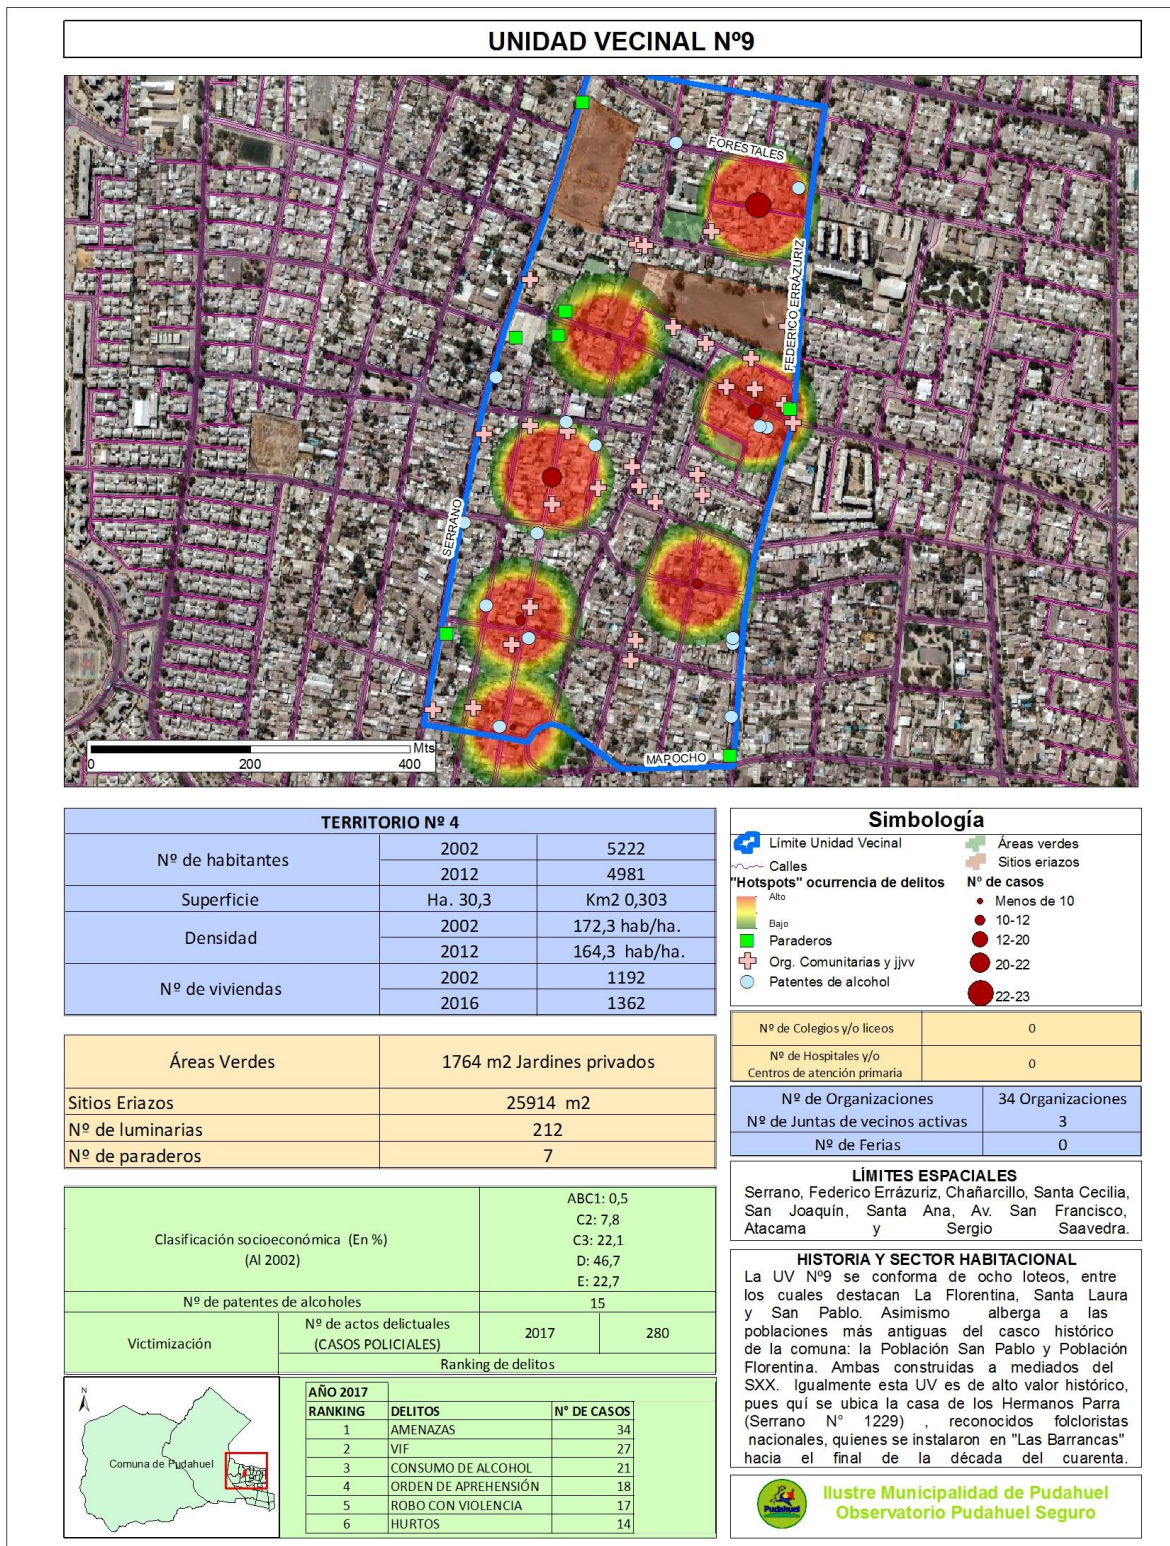 UNIDAD VECINAL Nº9
FORESTALES
FEDERICO ERRÁZURIZ
SERRANO
MAPOCHO
Mts
0 200 400
TERRITORIO Nº 4
Nº de habitantes 2002 5222
2012 4981
Superficie Ha. 30,3 Km2 0,303
Densidad 2002 172,3 hab/ha.
2012 164,3 hab/ha.
Nº de viviendas 2002 1192
2016 1362
Áreas Verdes 1764 m2 Jardines privados
Sitios Eriazos 25914 m2
Nº de luminarias 212
Nº de paraderos 7
Clasificación socioeconómica (En %)
(Al 2002)
ABC1: 0,5
C2: 7,8
C3: 22,1
D: 46,7
E: 22,7
Nº de patentes de alcoholes 15
Victimización
Nº de actos delictuales
(CASOS POLICIALES)
2017 280
Ranking de delitos
N
Comuna de Pudahuel
AÑO 2017
RANKING DELITOS N° DE CASOS
1 AMENAZAS 34
2 VIF 27
3 CONSUMO DE ALCOHOL 21
4 ORDEN DE APREHENSIÓN 18
5 ROBO CON VIOLENCIA 17
6 HURTOS 14
Simbología
Límite Unidad Vecinal
Calles
"Hotspots" ocurrencia de delitos
Alto
Bajo
Paraderos
Org. Comunitarias y jjvv
Patentes de alcohol
Áreas verdes
Sitios eriazos
Nº de casos
Menos de 10
10-12
12-20
20-22
22-23
Nº de Colegios y/o liceos 0
Nº de Hospitales y/o
Centros de atención primaria
0
Nº de Organizaciones 34 Organizaciones
Nº de Juntas de vecinos activas 3
Nº de Ferias 0
LÍMITES ESPACIALES
Serrano, Federico Errázuriz, Chañarcillo, Santa Cecilia,
San Joaquín, Santa Ana, Av. San Francisco,
Atacama y Sergio Saavedra.
HISTORIA Y SECTOR HABITACIONAL
La UV Nº9 se conforma de ocho loteos, entre
los cuales destacan La Florentina, Santa Laura
y San Pablo. Asimismo alberga a las
poblaciones más antiguas del casco histórico
de la comuna: la Población San Pablo y Población
Florentina. Ambas construidas a mediados del
SXX. Igualmente esta UV es de alto valor histórico,
pues quí se ubica la casa de los Hermanos Parra
(Serrano N° 1229) , reconocidos folcloristas
nacionales, quienes se instalaron en "Las Barrancas"
hacia el final de la década del cuarenta.
Pudahuel
Ilustre Municipalidad de Pudahuel
Observatorio Pudahuel Seguro